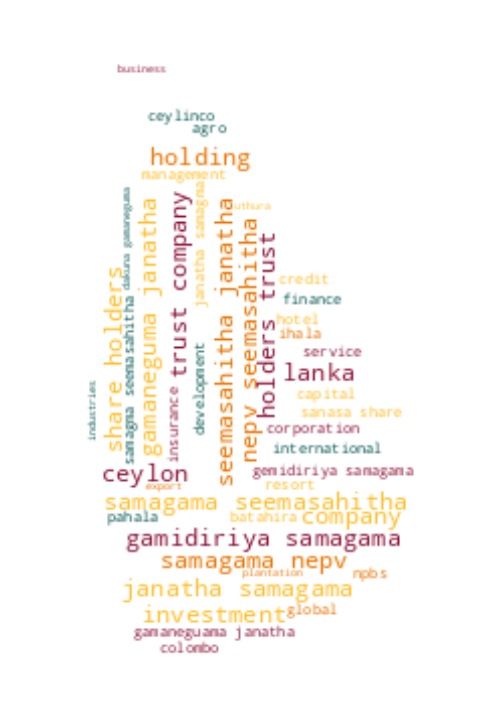 business
ceylinco
agro
holding
management
uthura
dakuna gamaneguma
janatha samagma
gamaneguma janatha
trust company
seemasahitha janatha
nepv seemasahitha
holders trust
share holders
samagma seemasahitha
development
insurance
industries
credit
finance
hotel
ihala
service
lanka
capital
sanasa share
corporation
international
ceylon
gemidiriya samagama
export
resort
samagama seemasahitha
pahala
batahira
company
gamidiriya samagama
samagama nepv
plantation
npbs
janatha samagama
investment
global
gamaneguama janatha
colombo